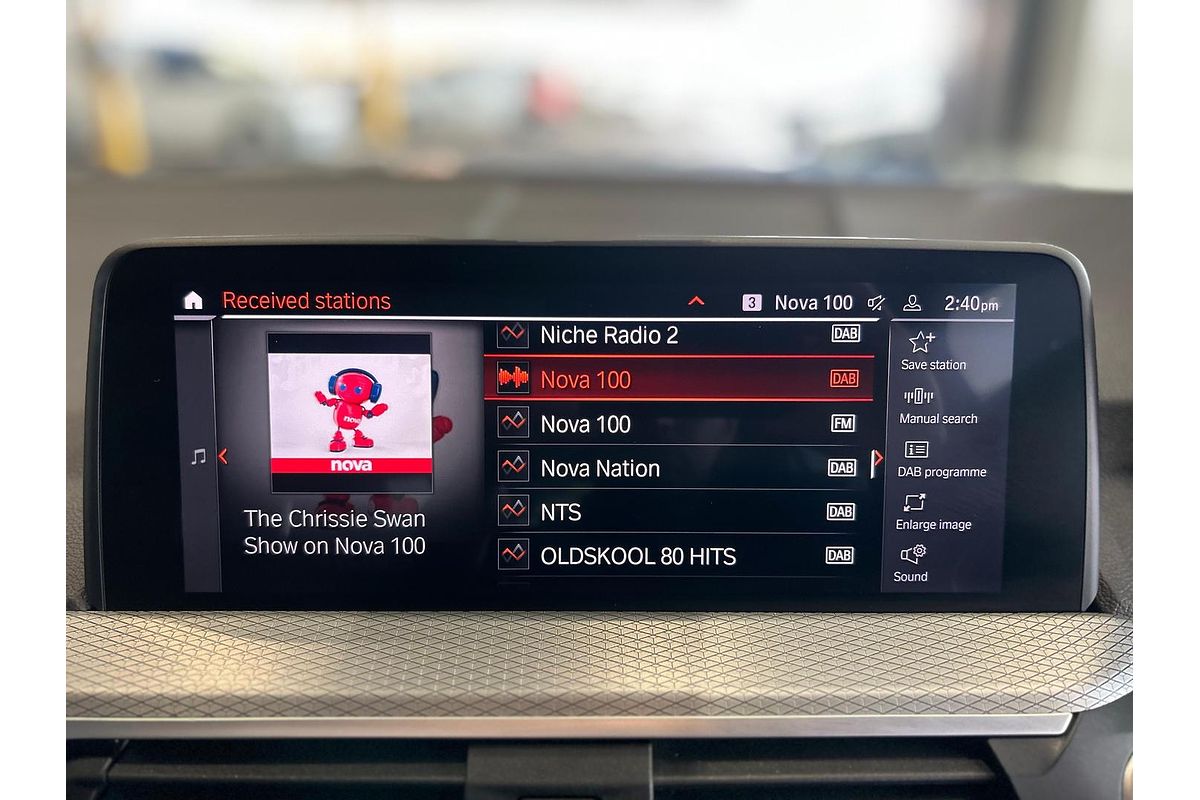 Received stations
3 Nova 100
2:40pm
nova
nova
The Chrissie Swan
Show on Nova 100
Niche Radio 2 DAB
Nova 100 DAB
Nova 100 FM
Nova Nation DAB
NTS DAB
OLDSKOOL 80 HITS DAB
Save station
Manual search
DAB programme
Enlarge image
Sound